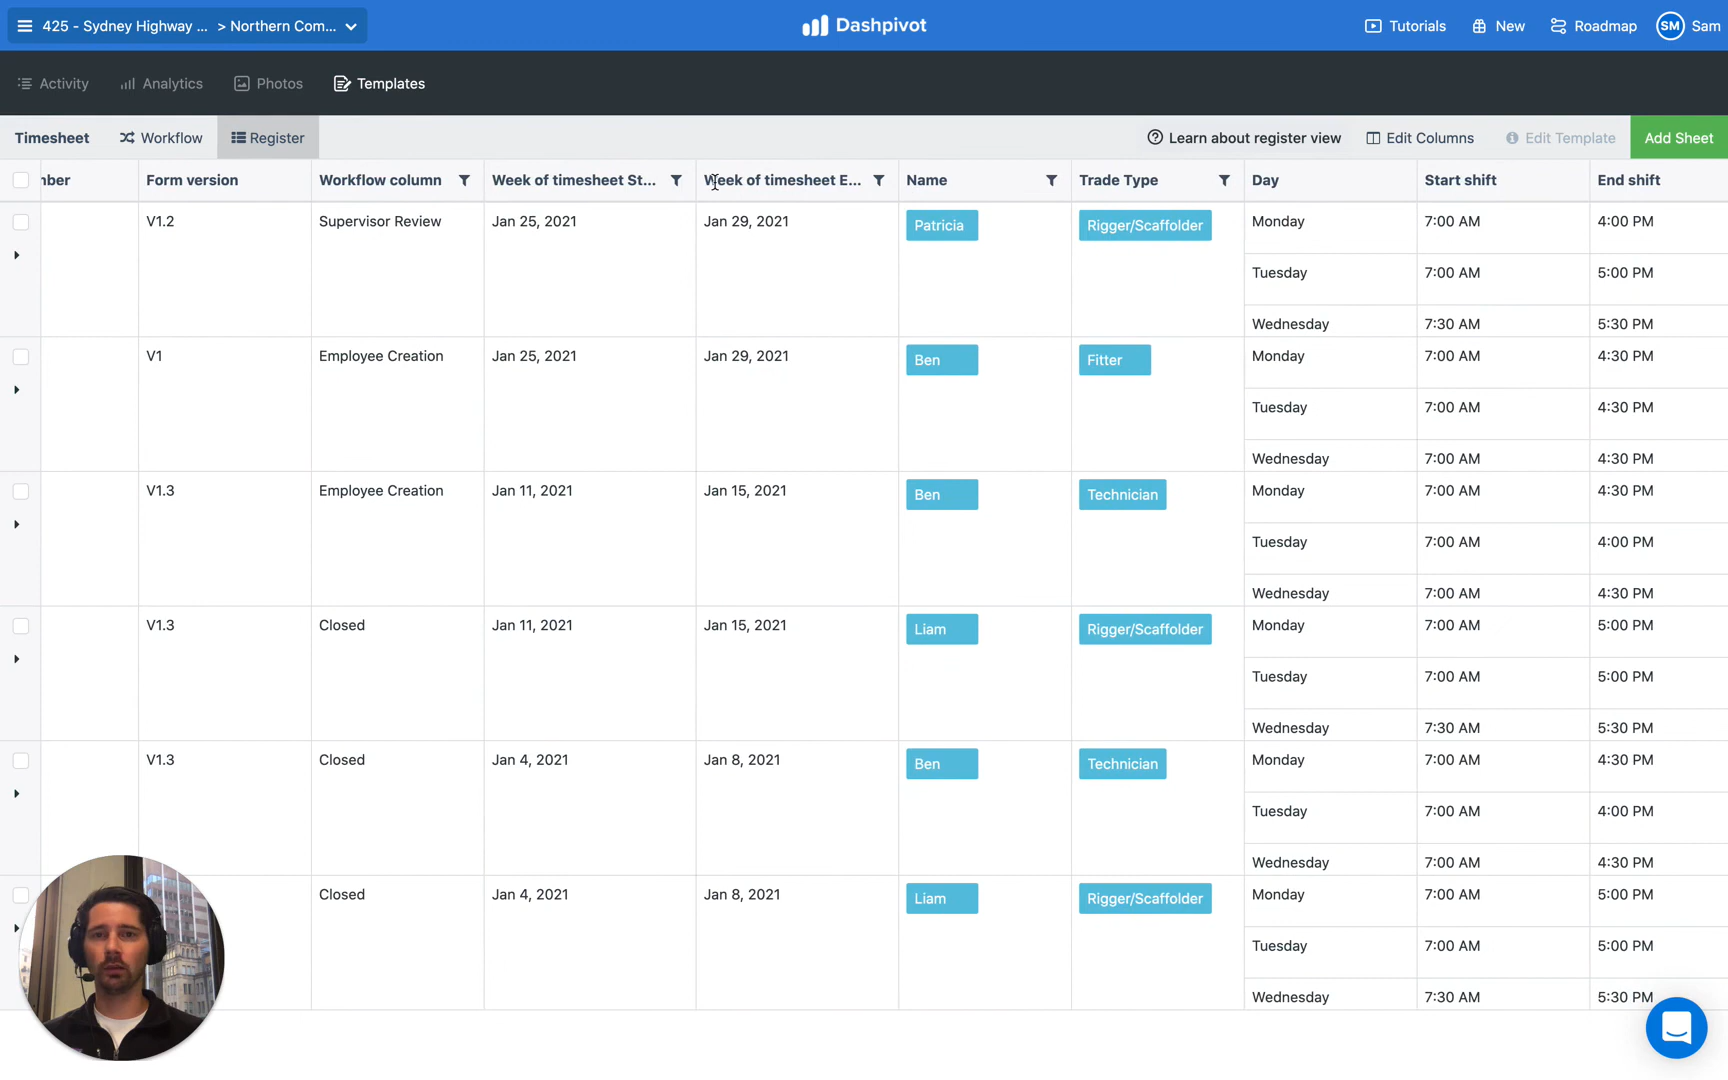 425 - Sydney Highway ... > Northern Com...
Dashpivot
Tutorials
New
Roadmap
SM
Sam
Activity
Analytics
Photos
Templates
Timesheet
Workflow
Register
Learn about register view
Edit Columns
Edit Template
Add Sheet
nber Form version Workflow column Week of timesheet St... Week of timesheet E... Name Trade Type Day Start shift End shift
V1.2 Supervisor Review Jan 25, 2021 Jan 29, 2021 Patricia Rigger/Scaffolder Monday 7:00 AM 4:00 PM
Tuesday 7:00 AM 5:00 PM
Wednesday 7:30 AM 5:30 PM
V1 Employee Creation Jan 25, 2021 Jan 29, 2021 Ben Fitter Monday 7:00 AM 4:30 PM
Tuesday 7:00 AM 4:30 PM
Wednesday 7:00 AM 4:30 PM
V1.3 Employee Creation Jan 11, 2021 Jan 15, 2021 Ben Technician Monday 7:00 AM 4:30 PM
Tuesday 7:00 AM 4:00 PM
Wednesday 7:00 AM 4:30 PM
V1.3 Closed Jan 11, 2021 Jan 15, 2021 Liam Rigger/Scaffolder Monday 7:00 AM 5:00 PM
Tuesday 7:00 AM 5:00 PM
Wednesday 7:30 AM 5:30 PM
V1.3 Closed Jan 4, 2021 Jan 8, 2021 Ben Technician Monday 7:00 AM 4:30 PM
Tuesday 7:00 AM 4:00 PM
Wednesday 7:00 AM 4:30 PM
Closed Jan 4, 2021 Jan 8, 2021 Liam Rigger/Scaffolder Monday 7:00 AM 5:00 PM
Tuesday 7:00 AM 5:00 PM
Wednesday 7:30 AM 5:30 PM